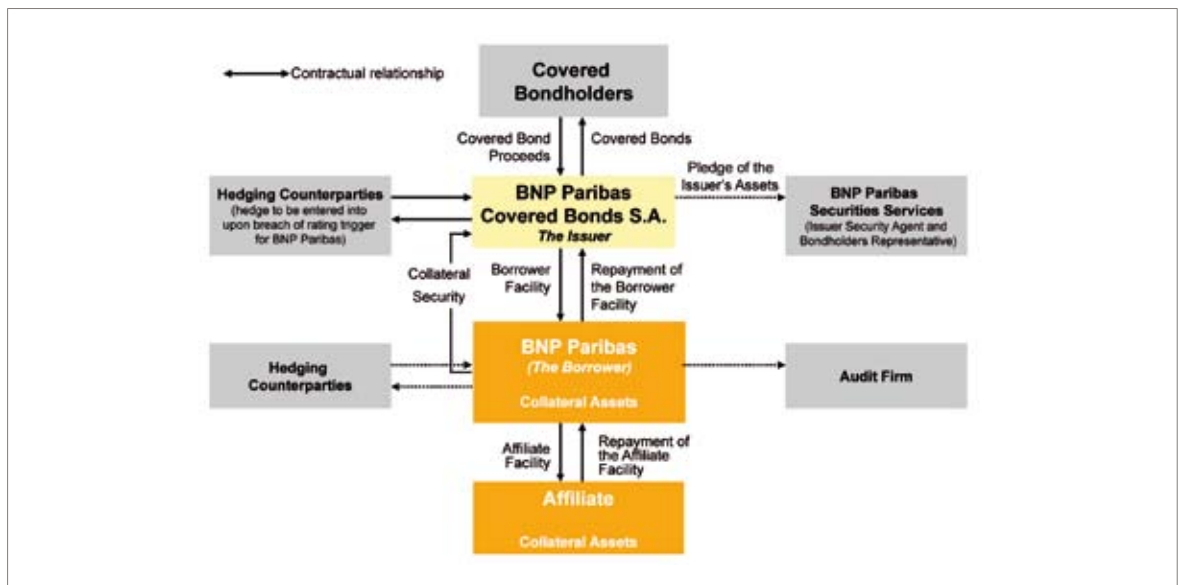 Contractual relationship
Covered
Bondholders
Covered Bond
Proceeds
Covered Bonds
Pledge of the
Issuer's Assets
Hedging Counterparties
(hedge to be entered into
upon breach of rating trigger
for BNP Paribas)
BNP Paribas
Covered Bonds S.A.
The Issuer
BNP Paribas
Securities Services
(Issuer Security Agent and
Bondholders Representative)
Collateral
Security
Borrower
Facility
Repayment of
the Borrower
Facility
Hedging
Counterparties
BNP Paribas
(The Borrower)
Collateral Assets
Audit Firm
Affiliate
Facility
Repayment of
the Affiliate
Facility
Affiliate
Collateral Assets